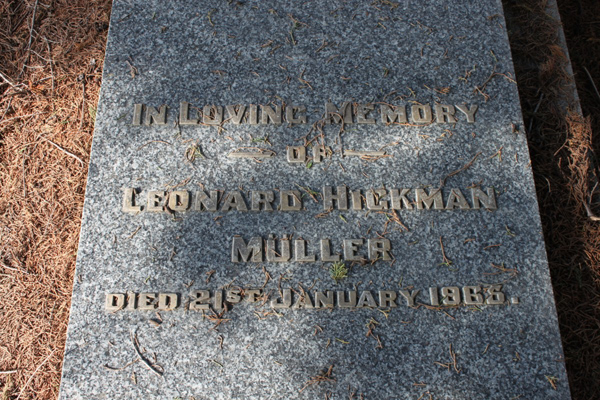 In Loving Memory
of
Leonard Hickman
Müller
Died 21st January 1965.